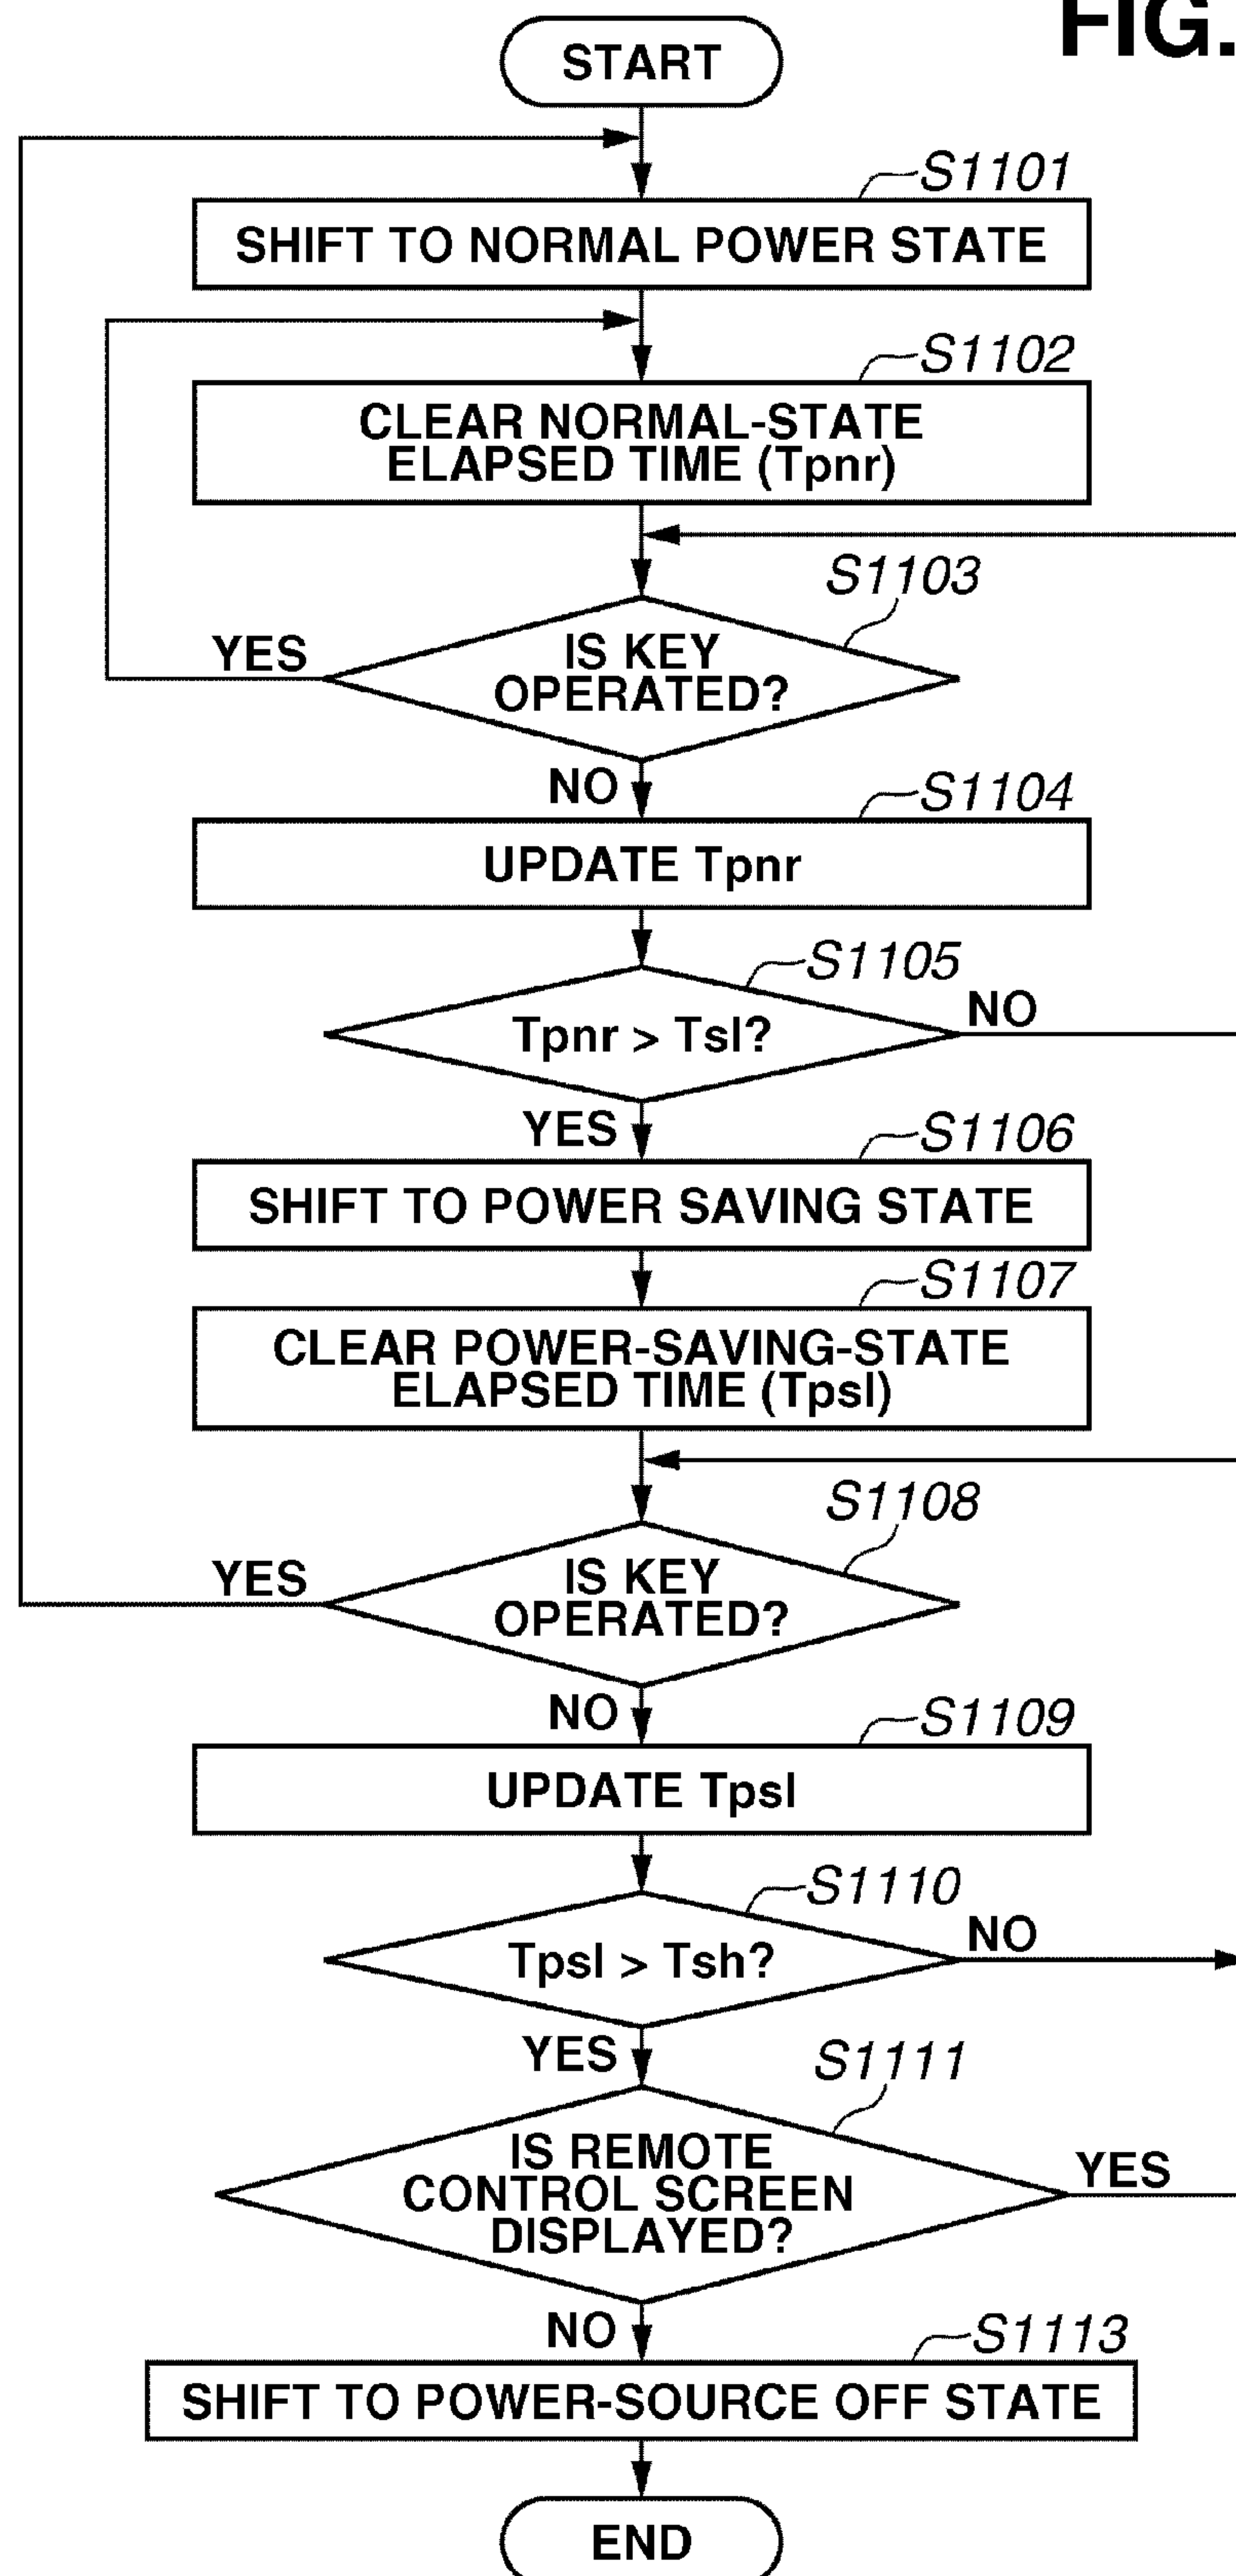 FIG.
START
S1101
SHIFT TO NORMAL POWER STATE
S1102
CLEAR NORMAL-STATE
ELAPSED TIME (Tpnr)
S1103
YES
IS KEY
OPERATED?
NO
S1104
UPDATE Tpnr
S1105
Tpnr > Tsl?
NO
YES
S1106
SHIFT TO POWER SAVING STATE
S1107
CLEAR POWER-SAVING-STATE
ELAPSED TIME (Tpsl)
S1108
YES
IS KEY
OPERATED?
NO
S1109
UPDATE Tpsl
S1110
Tpsl > Tsh?
NO
YES
S1111
IS REMOTE
CONTROL SCREEN
DISPLAYED?
YES
NO
S1113
SHIFT TO POWER-SOURCE OFF STATE
END